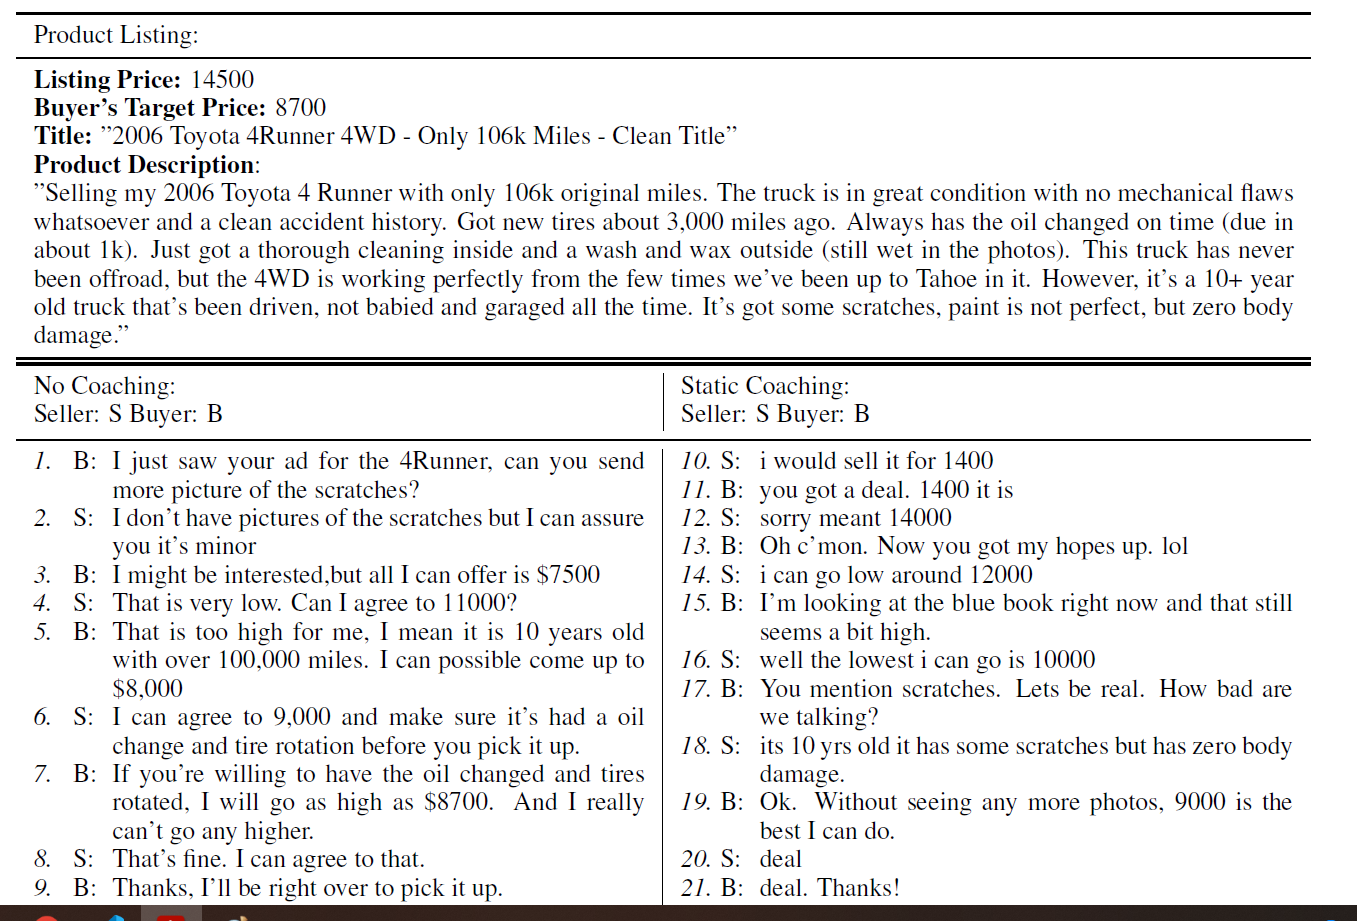 Product Listing:
Listing Price: 14500
Buyer's Target Price: 8700
Title: ”2006 Toyota 4Runner 4WD - Only 106k Miles - Clean Title”
Product Description:
”Selling my 2006 Toyota 4 Runner with only 106k original miles. The truck is in great condition with no mechanical flaws
whatsoever and a clean accident history. Got new tires about 3,000 miles ago. Always has the oil changed on time (due in
about 1k). Just got a thorough cleaning inside and a wash and wax outside (still wet in the photos). This truck has never
been offroad, but the 4WD is working perfectly from the few times we've been up to Tahoe in it. However, it's a 10+ year
old truck that's been driven, not babied and garaged all the time. It's got some scratches, paint is not perfect, but zero body
damage.”
No Coaching:
Seller: S Buyer: B
1. B: I just saw your ad for the 4Runner, can you send
more picture of the scratches?
2. S: I don't have pictures of the scratches but I can assure
you it's minor
3. B: I might be interested,but all I can offer is $7500
4. S: That is very low. Can I agree to 11000?
5. B: That is too high for me, I mean it is 10 years old
with over 100,000 miles. I can possible come up to
$8,000
6. S: I can agree to 9,000 and make sure it's had a oil
change and tire rotation before you pick it up.
7. B: If you're willing to have the oil changed and tires
rotated, I will go as high as $8700. And I really
can't go any higher.
8. S: That's fine. I can agree to that.
9. B: Thanks, I'll be right over to pick it up.
Static Coaching:
Seller: S Buyer: B
10. S: i would sell it for 1400
11. B: you got a deal. 1400 it is
12. S: sorry meant 14000
13. B: Oh c'mon. Now you got my hopes up. lol
14. S: i can go low around 12000
15. B: I'm looking at the blue book right now and that still
seems a bit high.
16. S: well the lowest i can go is 10000
17. B: You mention scratches. Lets be real. How bad are
we talking?
18. S: its 10 yrs old it has some scratches but has zero body
damage.
19. B: Ok. Without seeing any more photos, 9000 is the
best I can do.
20. S: deal
21. B: deal. Thanks!